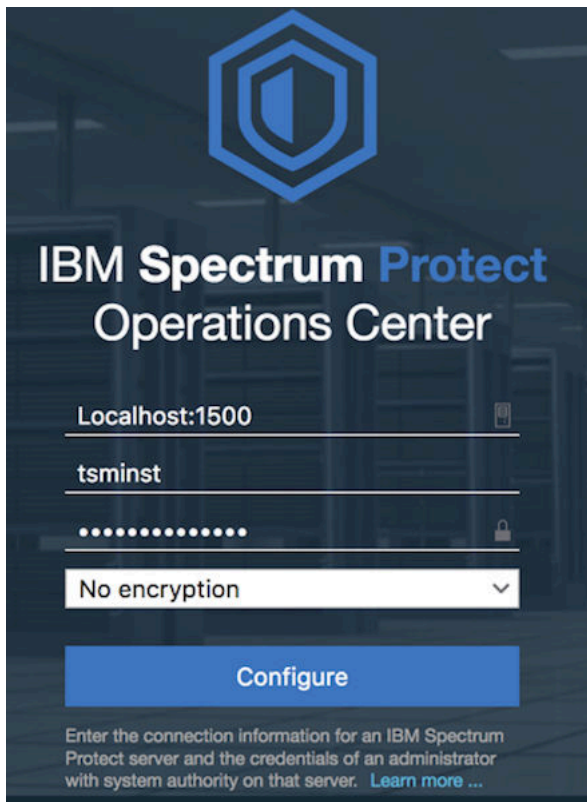 IBM Spectrum Protect
Operations Center
Localhost:1500
tsminst
••••••••••••••
No encryption
Configure
Enter the connection information for an IBM Spectrum
Protect server and the credentials of an administrator
with system authority on that server. Learn more ...